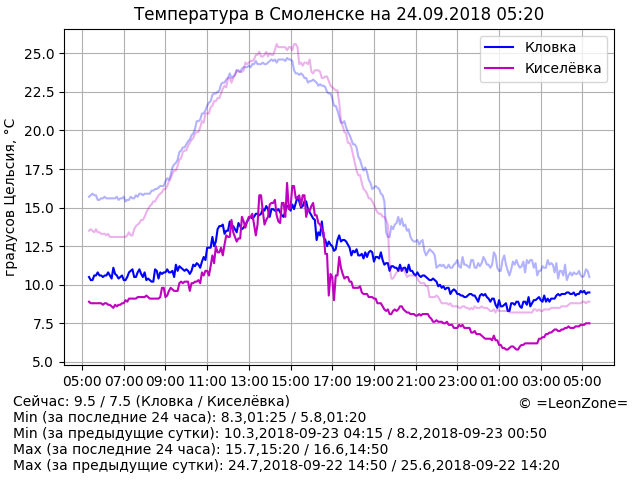 Температура в Смоленске на 24.09.2018 05:20
градусов Цельсия, °C
25.0
22.5
20.0
17.5
15.0
12.5
10.0
7.5
5.0
Кловка
Киселёвка
05:00 07:00 09:00 11:00 13:00 15:00 17:00 19:00 21:00 23:00 01:00 03:00 05:00
Сейчас: 9.5 / 7.5 (Кловка / Киселёвка)
© =LeonZone=
Min (за последние 24 часа): 8.3,01:25 / 5.8,01:20
Min (за предыдущие сутки): 10.3,2018-09-23 04:15 / 8.2,2018-09-23 00:50
Max (за последние 24 часа): 15.7,15:20 / 16.6,14:50
Max (за предыдущие сутки): 24.7,2018-09-22 14:50 / 25.6,2018-09-22 14:20